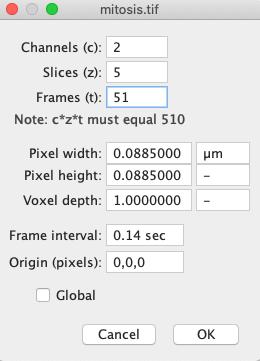 mitosis.tif
Channels (c): 2
Slices (z): 5
Frames (t): 51
Note: c*z*t must equal 510
Pixel width: 0.0885000 μm
Pixel height: 0.0885000 –
Voxel depth: 1.0000000 –
Frame interval: 0.14 sec
Origin (pixels): 0,0,0
Global
Cancel OK